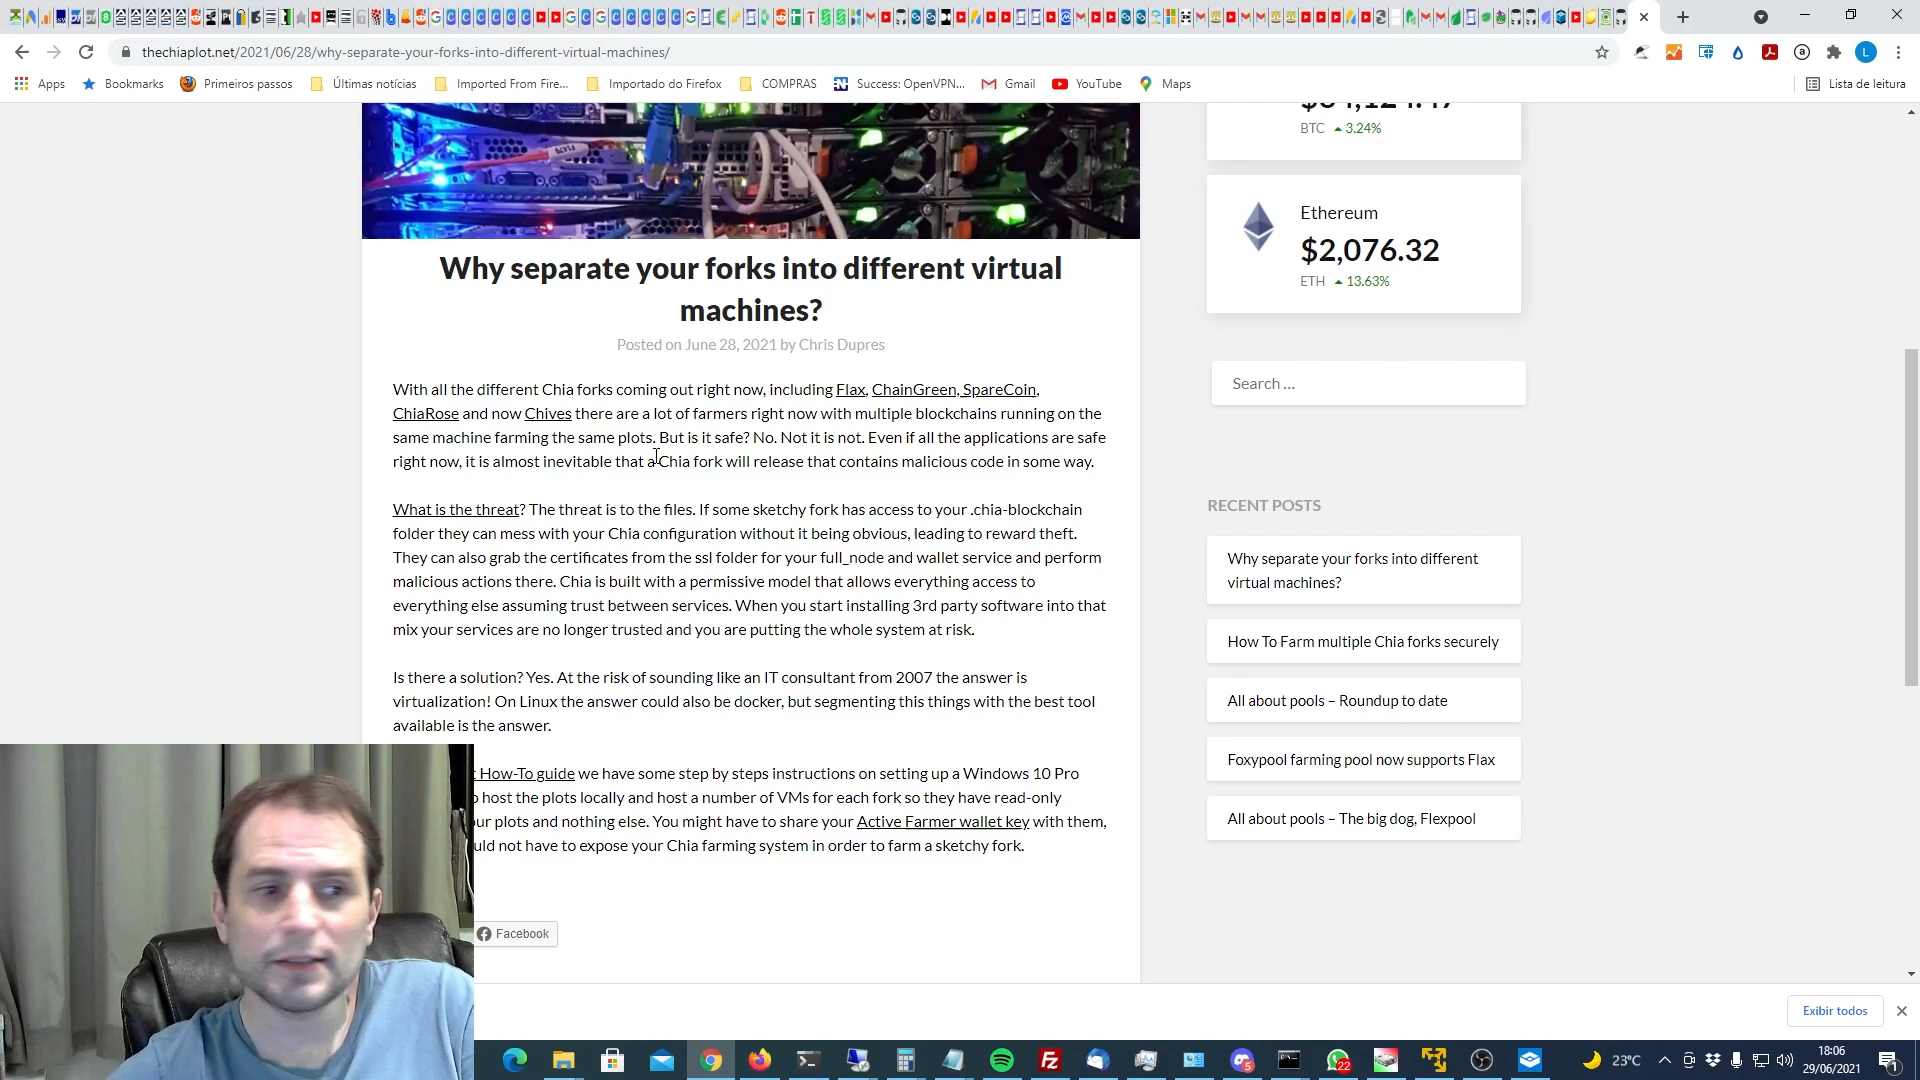 thechiaplot.net/2021/06/28/why-separate-your-forks-into-different-virtual-machines/
Apps
Bookmarks
Primeiros passos
Últimas notícias
Imported From Fire...
Importado do Firefox
COMPRAS
Success: OpenVPN...
Gmail
YouTube
Maps
Lista de leitura
BTC 3.24%
Ethereum
$2,076.32
ETH 13.63%
Search ...
Why separate your forks into different virtual
machines?
Posted on June 28, 2021 by Chris Dupres
With all the different Chia forks coming out right now, including Flax, ChainGreen, SpareCoin,
ChiaRose and now Chives there are a lot of farmers right now with multiple blockchains running on the
same machine farming the same plots. But is it safe? No. Not it is not. Even if all the applications are safe
right now, it is almost inevitable that a Chia fork will release that contains malicious code in some way.
What is the threat? The threat is to the files. If some sketchy fork has access to your .chia-blockchain
folder they can mess with your Chia configuration without it being obvious, leading to reward theft.
They can also grab the certificates from the ssl folder for your full_node and wallet service and perform
malicious actions there. Chia is built with a permissive model that allows everything access to
everything else assuming trust between services. When you start installing 3rd party software into that
mix your services are no longer trusted and you are putting the whole system at risk.
Is there a solution? Yes. At the risk of sounding like an IT consultant from 2007 the answer is
virtualization! On Linux the answer could also be docker, but segmenting this things with the best tool
available is the answer.
How-To guide we have some step by steps instructions on setting up a Windows 10 Pro
host the plots locally and host a number of VMs for each fork so they have read-only
plots and nothing else. You might have to share your Active Farmer wallet key with them,
not have to expose your Chia farming system in order to farm a sketchy fork.
Facebook
RECENT POSTS
Why separate your forks into different
virtual machines?
How To Farm multiple Chia forks securely
All about pools – Roundup to date
Foxypool farming pool now supports Flax
All about pools – The big dog, Flexpool
Exibir todos
22
5
23°C
18:06
29/06/2021
1